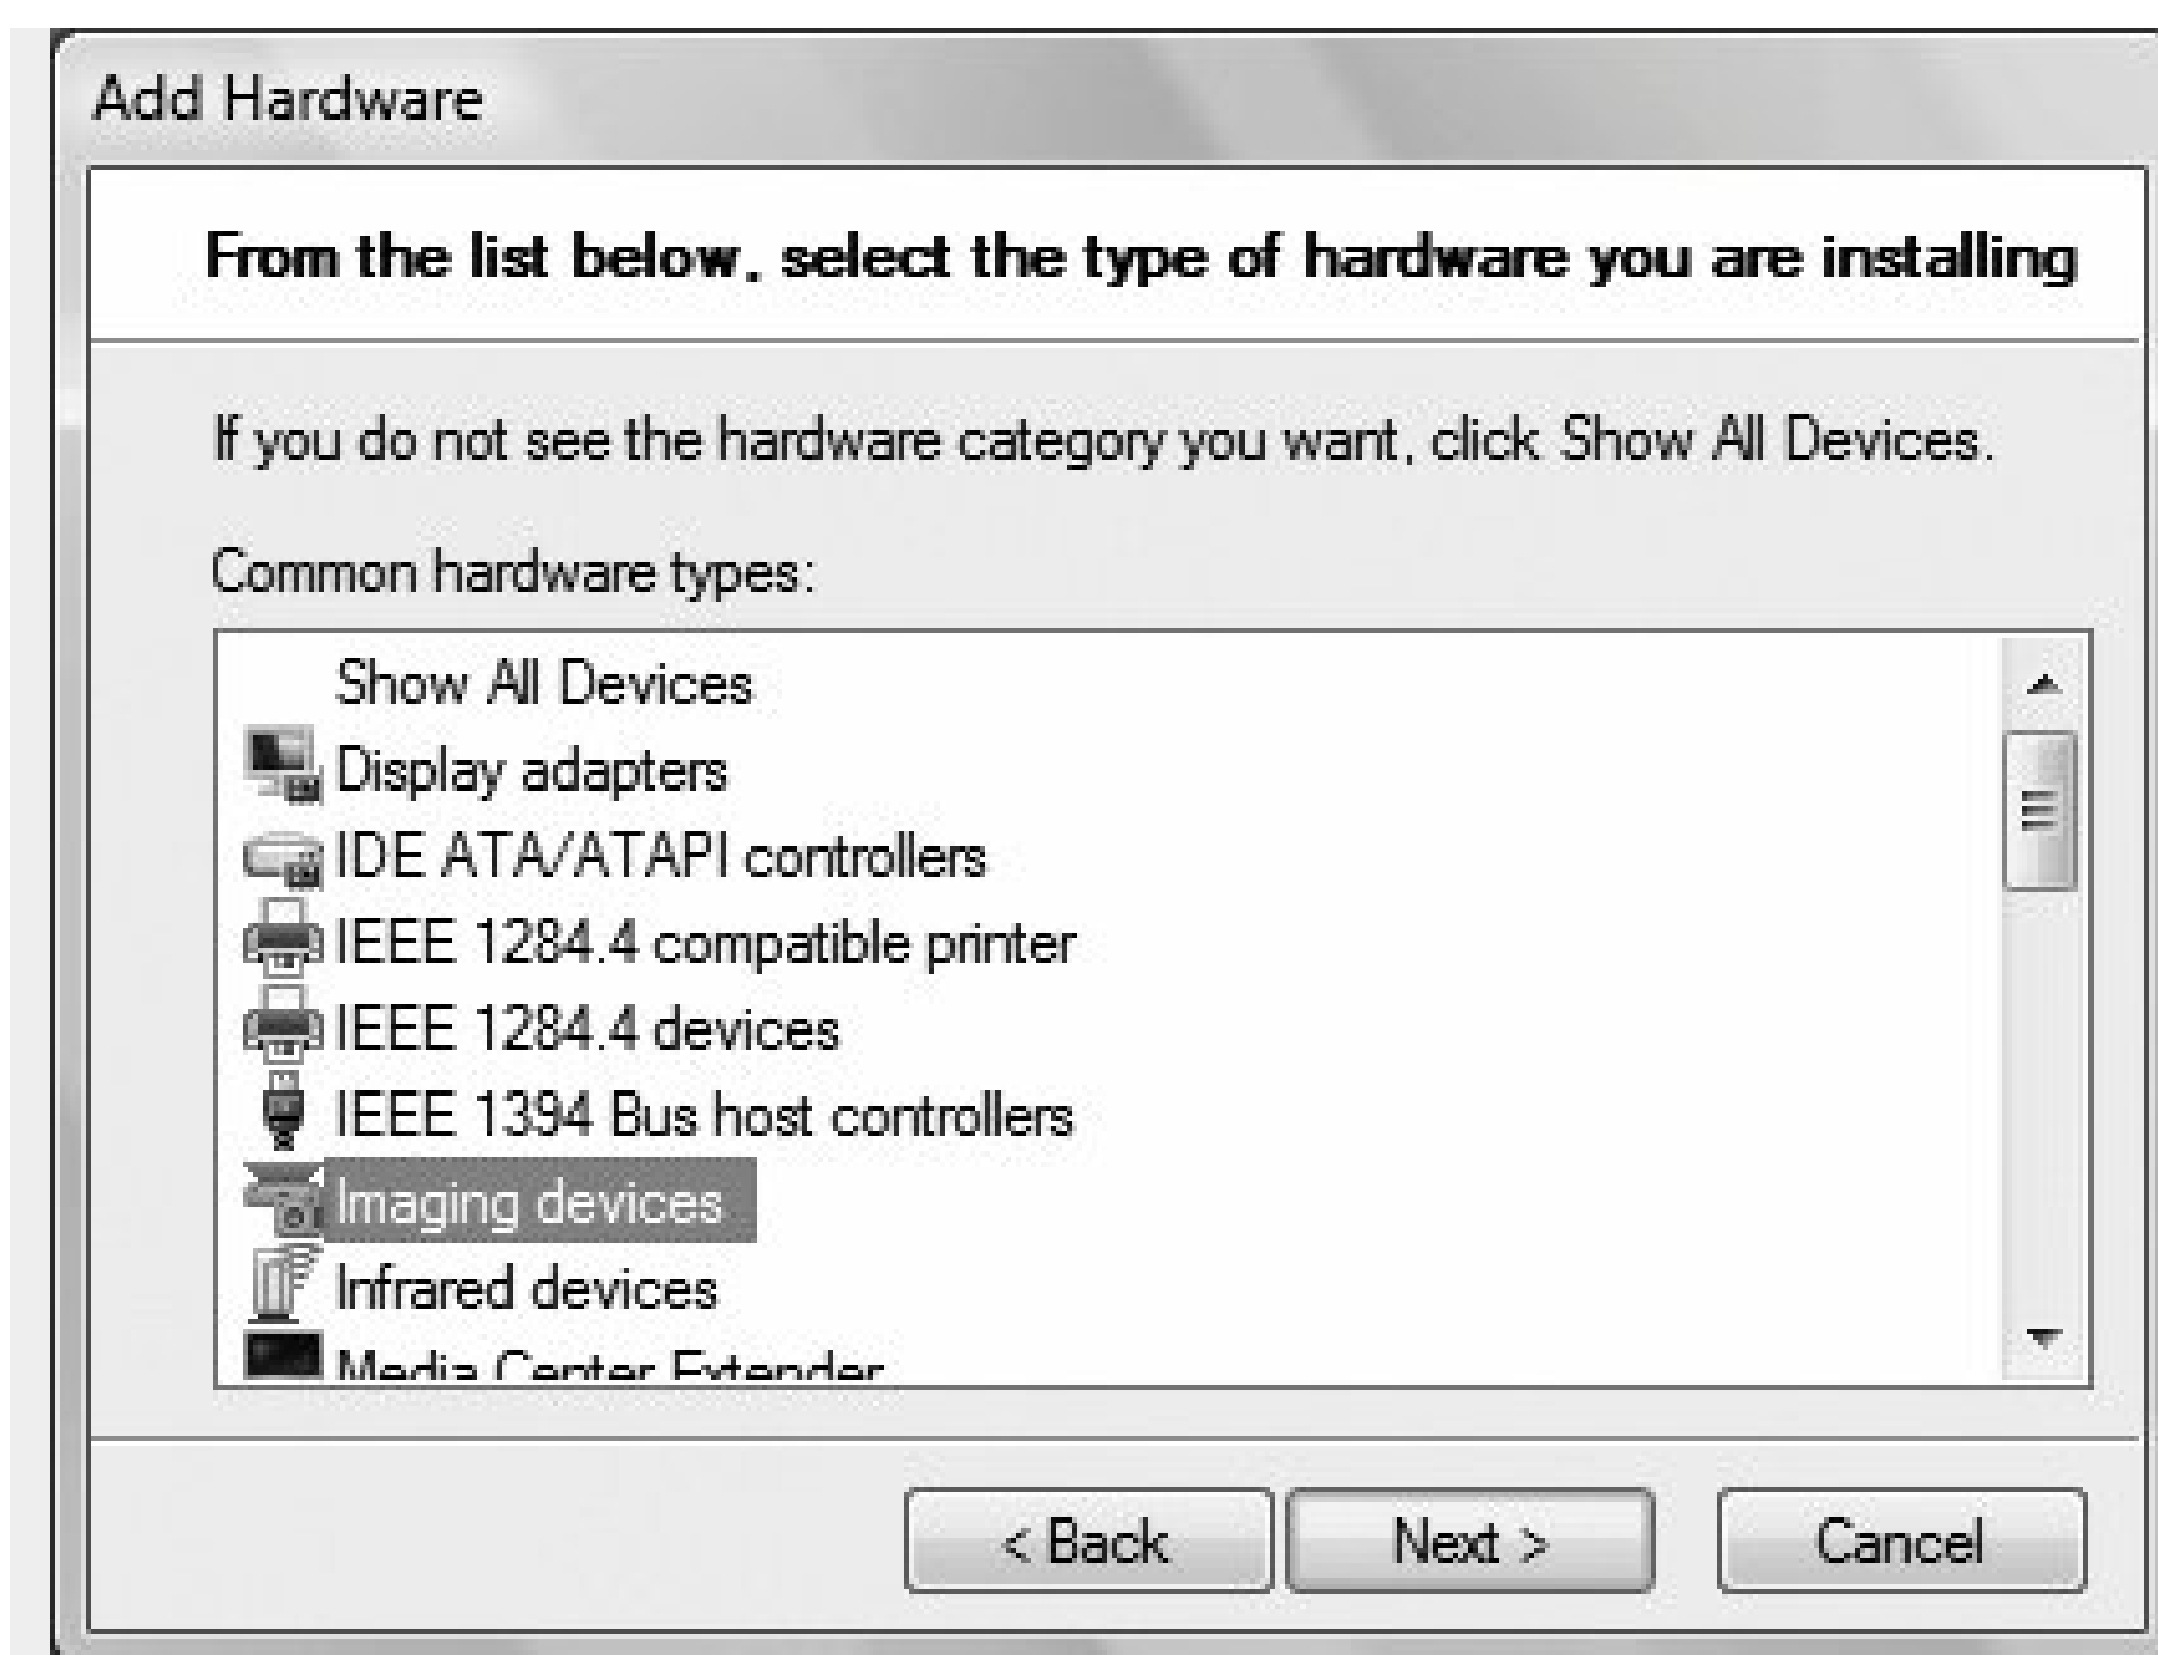 Add Hardware
From the list below, select the type of hardware you are installing
If you do not see the hardware category you want, click Show All Devices.
Common hardware types:
Show All Devices
Display adapters
IDE ATA/ATAPI controllers
IEEE 1284.4 compatible printer
IEEE 1284.4 devices
IEEE 1394 Bus host controllers
Imaging devices
Infrared devices
Media Center Extender
< Back Next > Cancel